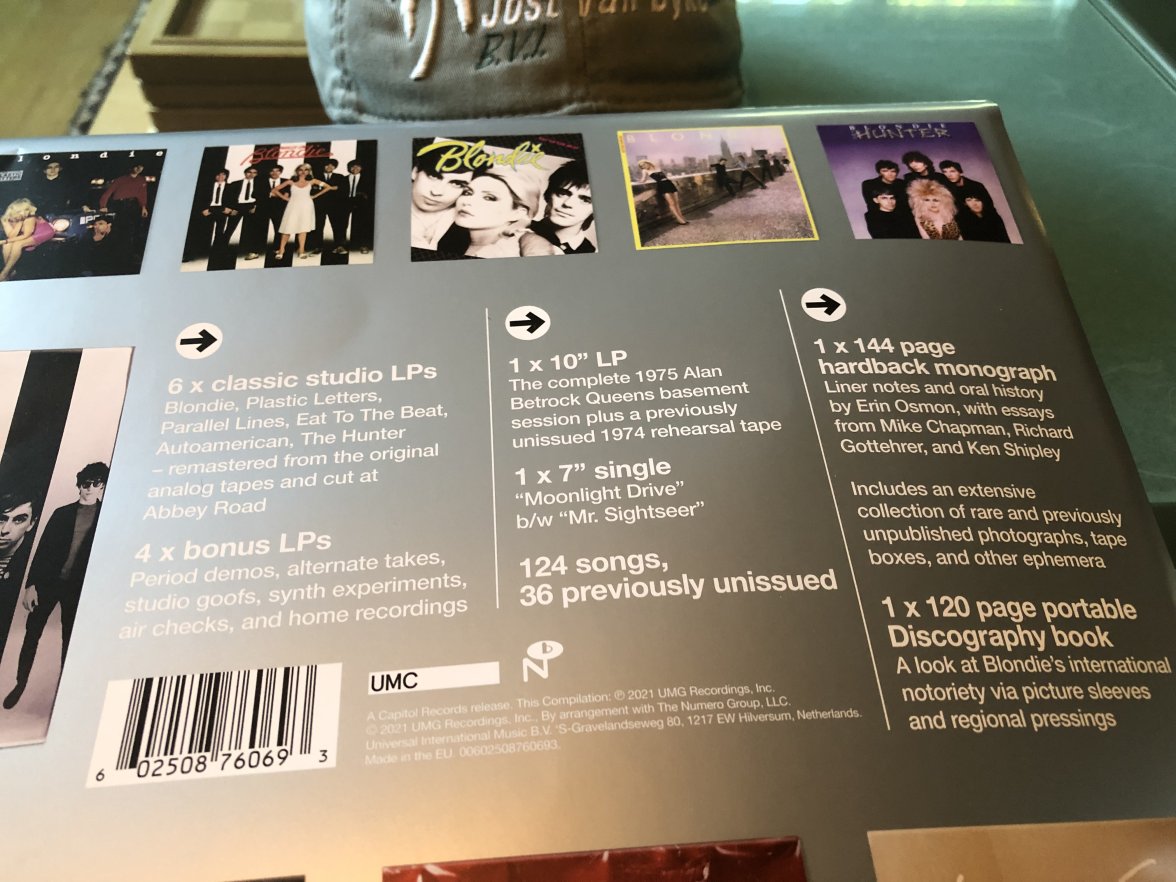 Just Van Dyke
B.V.I.
Blondie
Blondie
Blondie
BLONDIE
HUNTER
6 x classic studio LPs
Blondie, Plastic Letters,
Parallel Lines, Eat To The Beat,
Autoamerican, The Hunter
– remastered from the original
analog tapes and cut at
Abbey Road
4 x bonus LPs
Period demos, alternate takes,
studio goofs, synth experiments,
air checks, and home recordings
1 x 10” LP
The complete 1975 Alan
Betrock Queens basement
session plus a previously
unissued 1974 rehearsal tape
1 x 7” single
“Moonlight Drive”
b/w “Mr. Sightseer”
124 songs,
36 previously unissued
1 x 144 page
hardback monograph
Liner notes and oral history
by Erin Osmon, with essays
from Mike Chapman, Richard
Gottehrer, and Ken Shipley
Includes an extensive
collection of rare and previously
unpublished photographs, tape
boxes, and other ephemera
1 x 120 page portable
Discography book
A look at Blondie's international
notoriety via picture sleeves
and regional pressings
6 02508 76069 3
UMC
N b
A Capitol Records release. This Compilation: ℗ 2021 UMG Recordings, Inc.
© 2021 UMG Recordings, Inc., By arrangement with The Numero Group, LLC.
Universal International Music B.V. 'S-Gravelandseweg 80, 1217 EW Hilversum, Netherlands.
Made in the EU. 00602508760693.